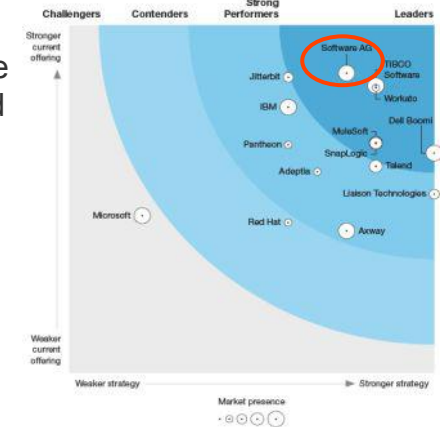 Strong
Challengers Contenders Performers Leaders
Stronger
current
offering
Software AG
TIBCO
Software
Jitterbit
Workato
IBM
Dell Boomi
MuleSoft
Pantheon
SnapLogic
Talend
Adeptia
Liaison Technologies
Microsoft
Red Hat
Axway
Weaker
current
offering
Weaker strategy Stronger strategy
Market presence